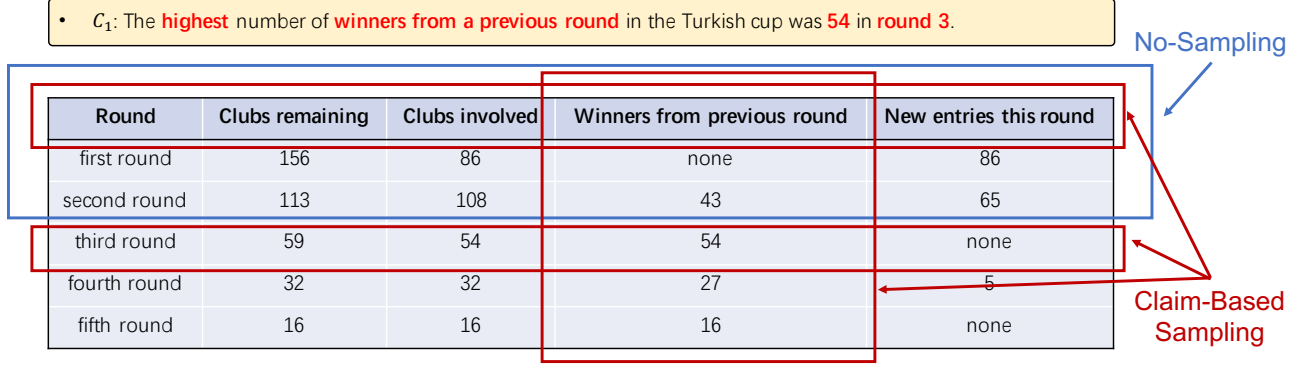 • C₁: The highest number of winners from a previous round in the Turkish cup was 54 in round 3.
No-Sampling
Round Clubs remaining Clubs involved Winners from previous round New entries this round
first round 156 86 none 86
second round 113 108 43 65
third round 59 54 54 none
fourth round 32 32 27 5
fifth round 16 16 16 none
Claim-Based
Sampling